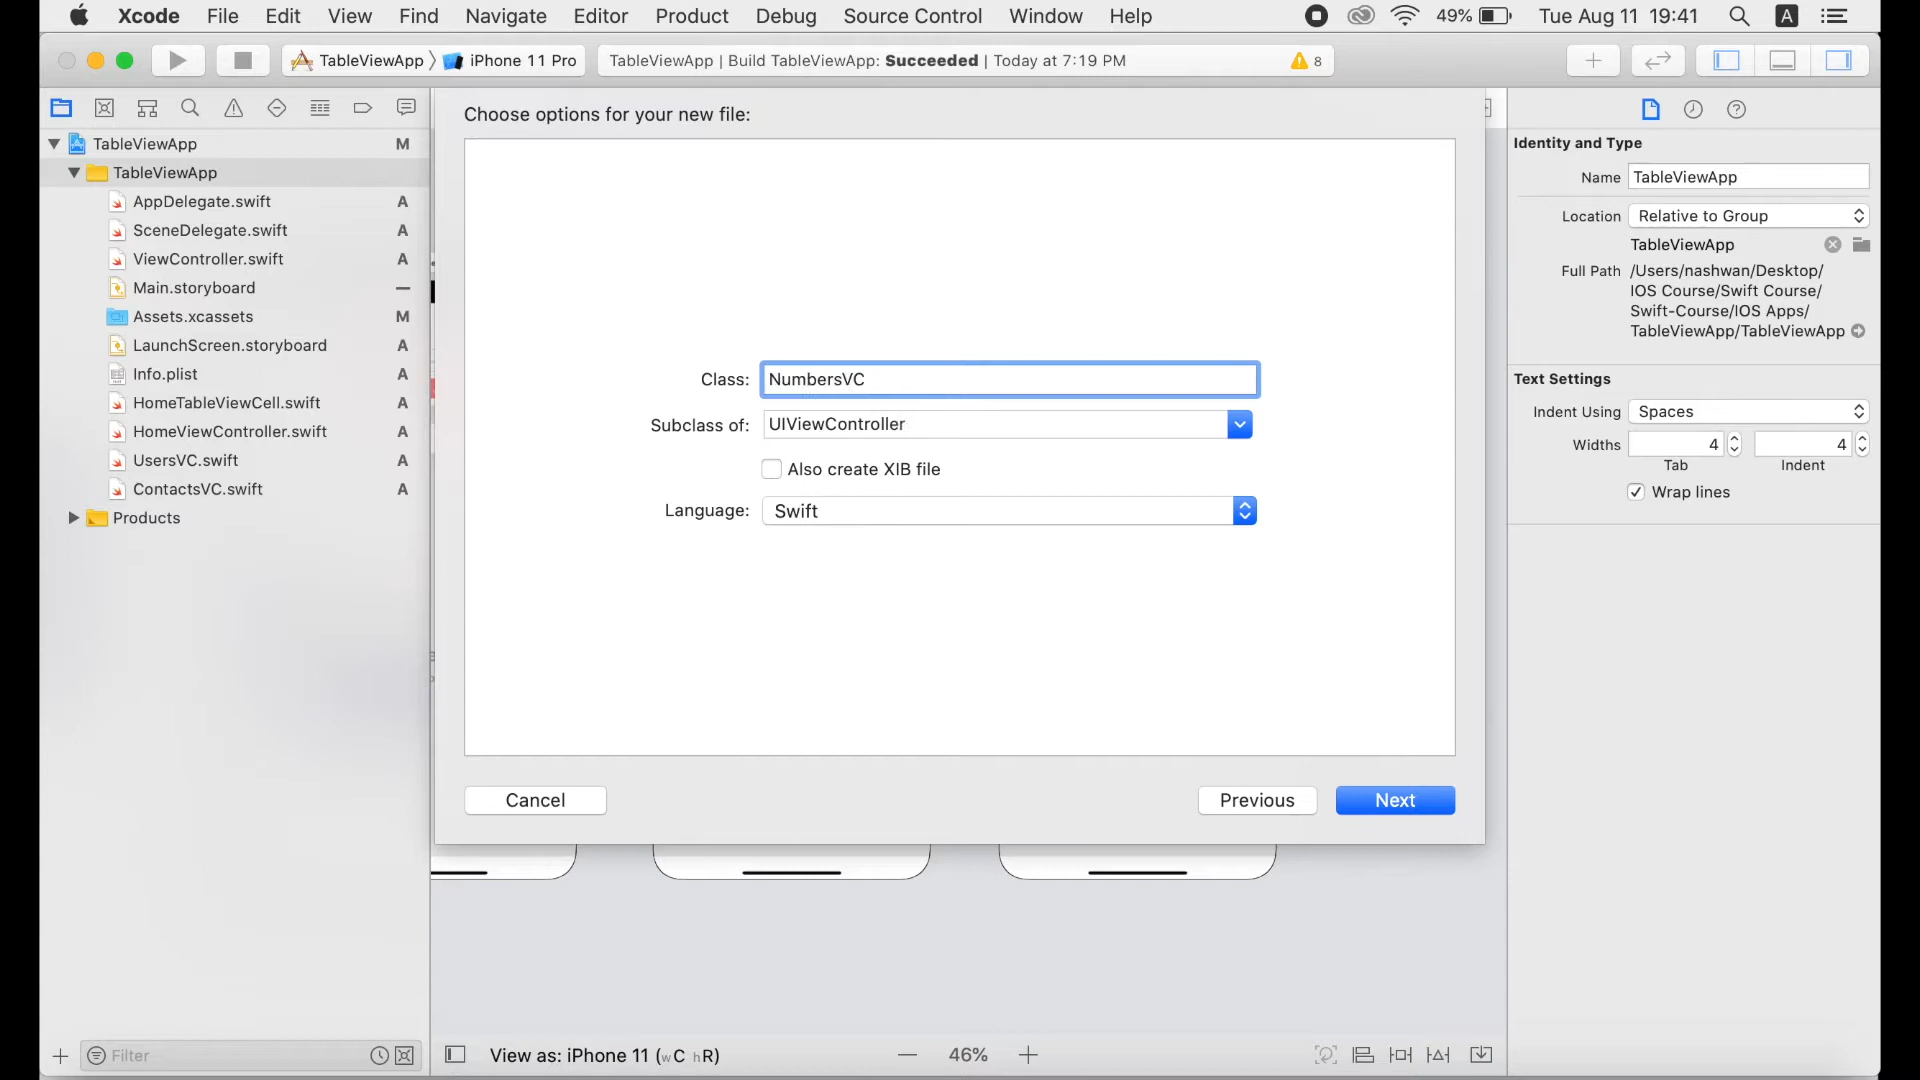 Xcode File Edit View Find Navigate Editor Product Debug Source Control Window Help 49% Tue Aug 11 19:41 A
TableViewApp iPhone 11 Pro TableViewApp | Build TableViewApp: Succeeded | Today at 7:19 PM 8
Choose options for your new file:
TableViewApp M
TableViewApp
AppDelegate.swift A
SceneDelegate.swift A
ViewController.swift A
Main.storyboard —
Assets.xcassets M
LaunchScreen.storyboard A
Info.plist A
HomeTableViewCell.swift A
HomeViewController.swift A
UsersVC.swift A
ContactsVC.swift A
Products
Class: NumbersVC
Subclass of: UIViewController
Also create XIB file
Language: Swift
Cancel Previous Next
Identity and Type
Name TableViewApp
Location Relative to Group
TableViewApp
Full Path /Users/nashwan/Desktop/
IOS Course/Swift Course/
Swift-Course/IOS Apps/
TableViewApp/TableViewApp
Text Settings
Indent Using Spaces
Widths 4 4
Tab Indent
Wrap lines
Filter
View as: iPhone 11 (wC hR) — 46% +